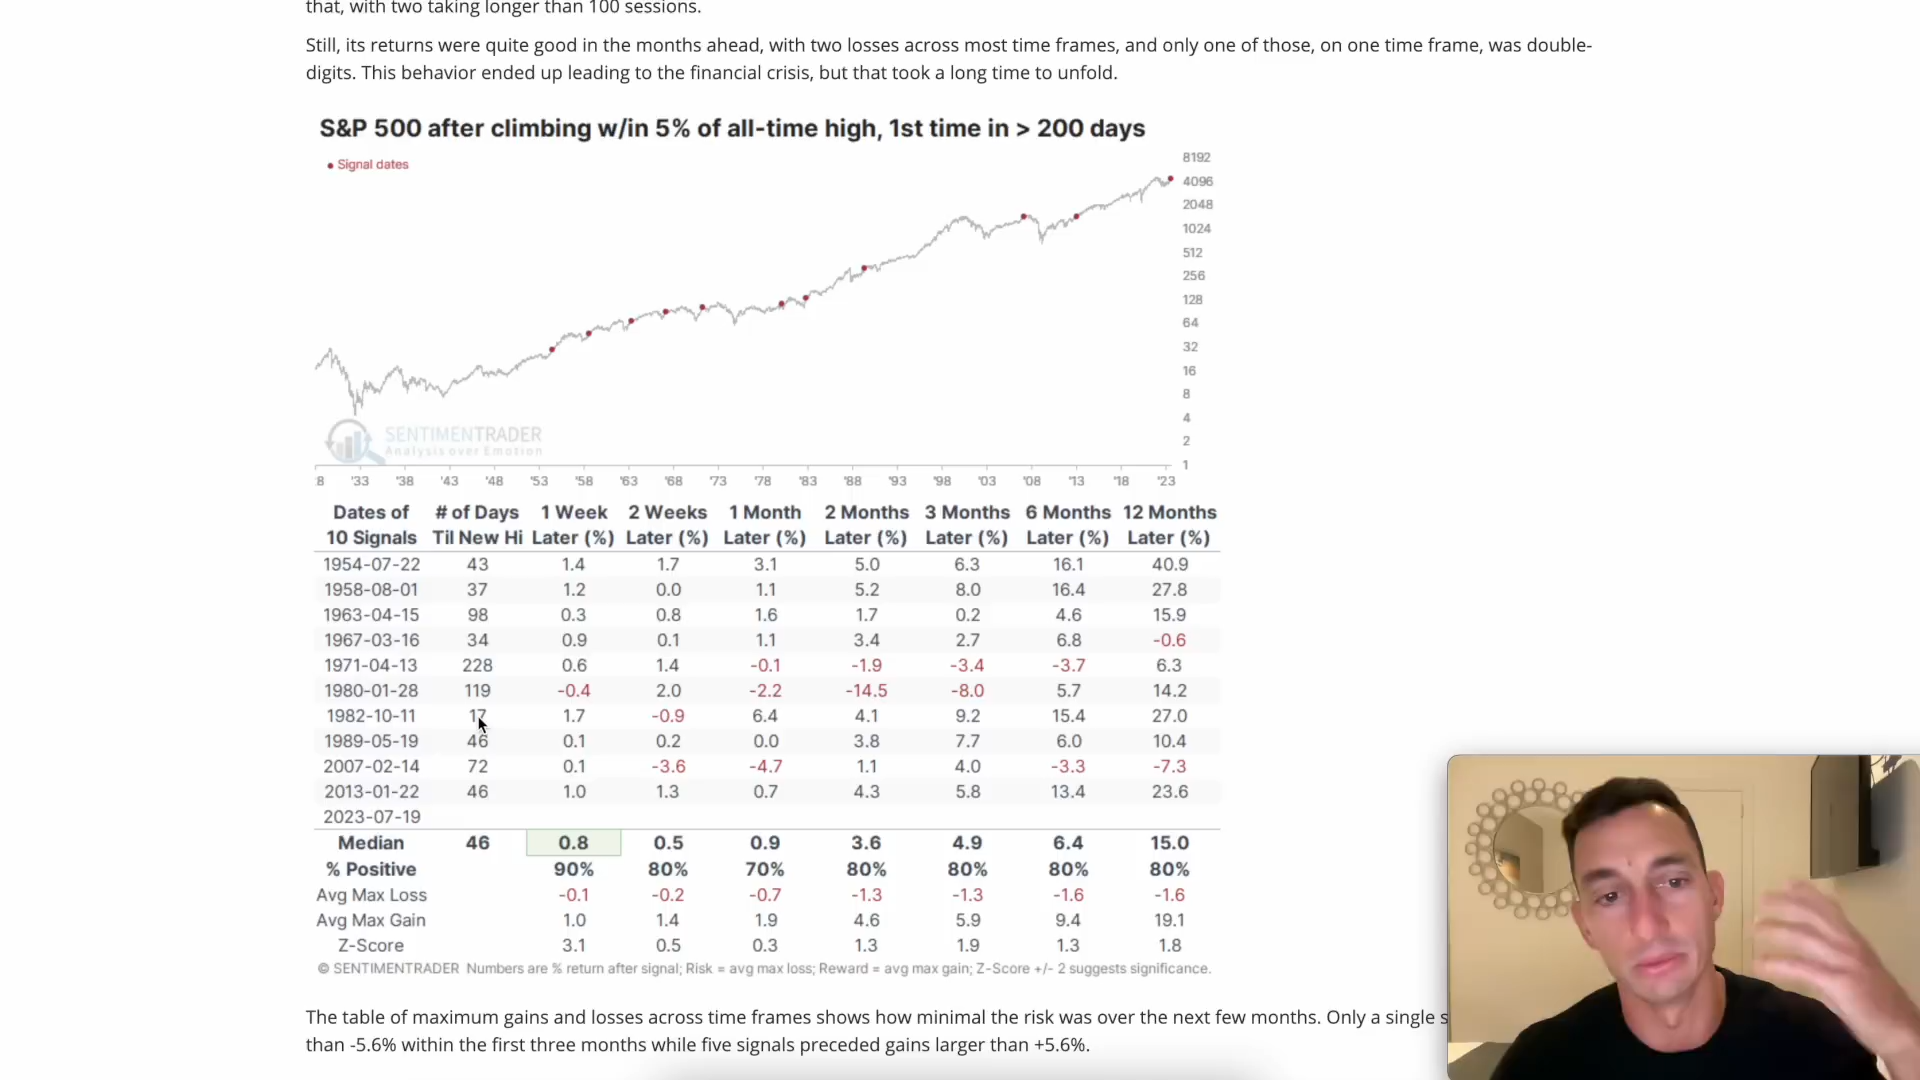 that, with two taking longer than 100 sessions.
Still, its returns were quite good in the months ahead, with two losses across most time frames, and only one of those, on one time frame, was double-
digits. This behavior ended up leading to the financial crisis, but that took a long time to unfold.
S&P 500 after climbing w/in 5% of all-time high, 1st time in > 200 days
Signal dates
8192
4096
2048
1024
512
256
128
64
32
16
8
4
2
1
SENTIMENTRADER
Analysis over Emotion
8 '33 '38 '43 '48 '53 '58 '63 '68 '73 '78 '83 '88 '93 '98 '03 '08 '13 '18 '23
Dates of # of Days 1 Week 2 Weeks 1 Month 2 Months 3 Months 6 Months 12 Months
10 Signals Til New Hi Later (%) Later (%) Later (%) Later (%) Later (%) Later (%) Later (%)
1954-07-22 43 1.4 1.7 3.1 5.0 6.3 16.1 40.9
1958-08-01 37 1.2 0.0 1.1 5.2 8.0 16.4 27.8
1963-04-15 98 0.3 0.8 1.6 1.7 0.2 4.6 15.9
1967-03-16 34 0.9 0.1 1.1 3.4 2.7 6.8 -0.6
1971-04-13 228 0.6 1.4 -0.1 -1.9 -3.4 -3.7 6.3
1980-01-28 119 -0.4 2.0 -2.2 -14.5 -8.0 5.7 14.2
1982-10-11 17 1.7 -0.9 6.4 4.1 9.2 15.4 27.0
1989-05-19 46 0.1 0.2 0.0 3.8 7.7 6.0 10.4
2007-02-14 72 0.1 -3.6 -4.7 1.1 4.0 -3.3 -7.3
2013-01-22 46 1.0 1.3 0.7 4.3 5.8 13.4 23.6
2023-07-19
Median 46 0.8 0.5 0.9 3.6 4.9 6.4 15.0
% Positive 90% 80% 70% 80% 80% 80% 80%
Avg Max Loss -0.1 -0.2 -0.7 -1.3 -1.3 -1.6 -1.6
Avg Max Gain 1.0 1.4 1.9 4.6 5.9 9.4 19.1
Z-Score 3.1 0.5 0.3 1.3 1.9 1.3 1.8
© SENTIMENTRADER Numbers are % return after signal; Risk = avg max loss; Reward = avg max gain; Z-Score +/- 2 suggests significance.
The table of maximum gains and losses across time frames shows how minimal the risk was over the next few months. Only a single s
than -5.6% within the first three months while five signals preceded gains larger than +5.6%.